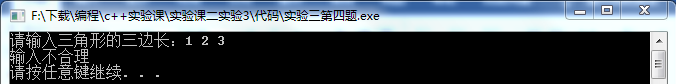 F:\下载\编程\c++实验课\实验课二实验3\代码\实验三第四题.exe
请输入三角形的三边长：1 2 3
输入不合理
请按任意键继续. . .